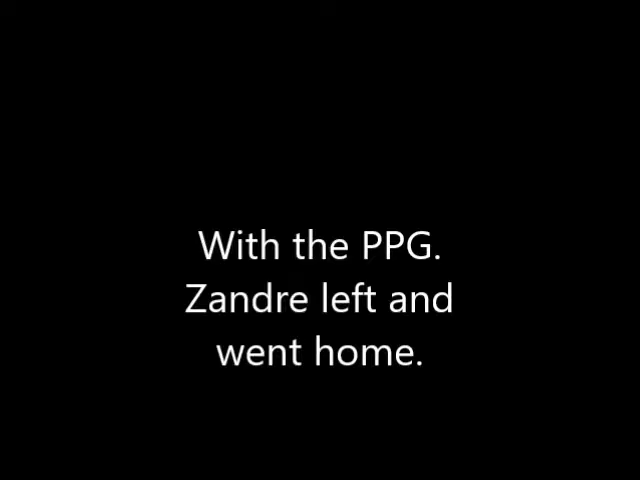 With the PPG.
Zandre left and
went home.